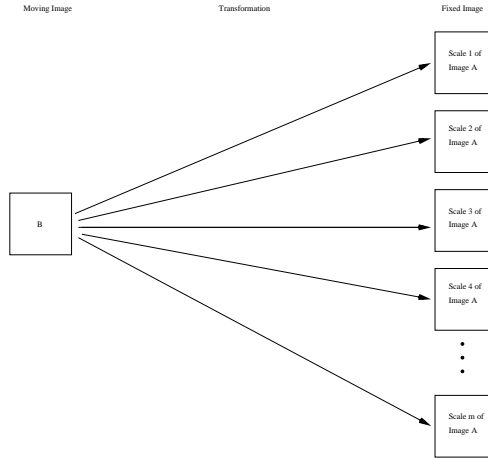 Moving Image
Transformation
Fixed Image
Scale 1 of
Image A
Scale 2 of
Image A
B
Scale 3 of
Image A
Scale 4 of
Image A
Scale m of
Image A